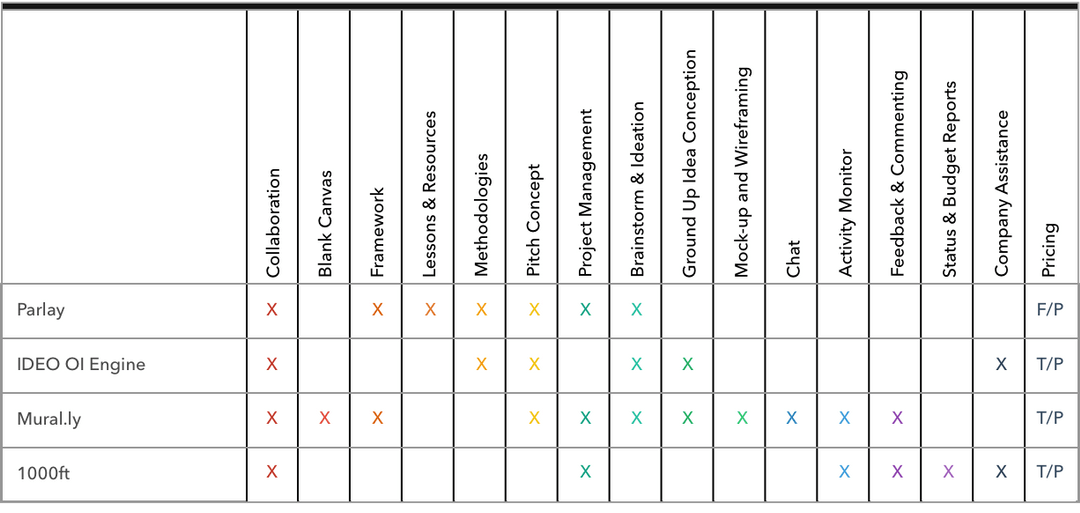 Collaboration
Blank Canvas
Framework
Lessons & Resources
Methodologies
Pitch Concept
Project Management
Brainstorm & Ideation
Ground Up Idea Conception
Mock-up and Wireframing
Chat
Activity Monitor
Feedback & Commenting
Status & Budget Reports
Company Assistance
Pricing
Parlay X X X X X X X F/P
IDEO OI Engine X X X X X X T/P
Mural.ly X X X X X X X X X X X T/P
1000ft X X X X X X T/P